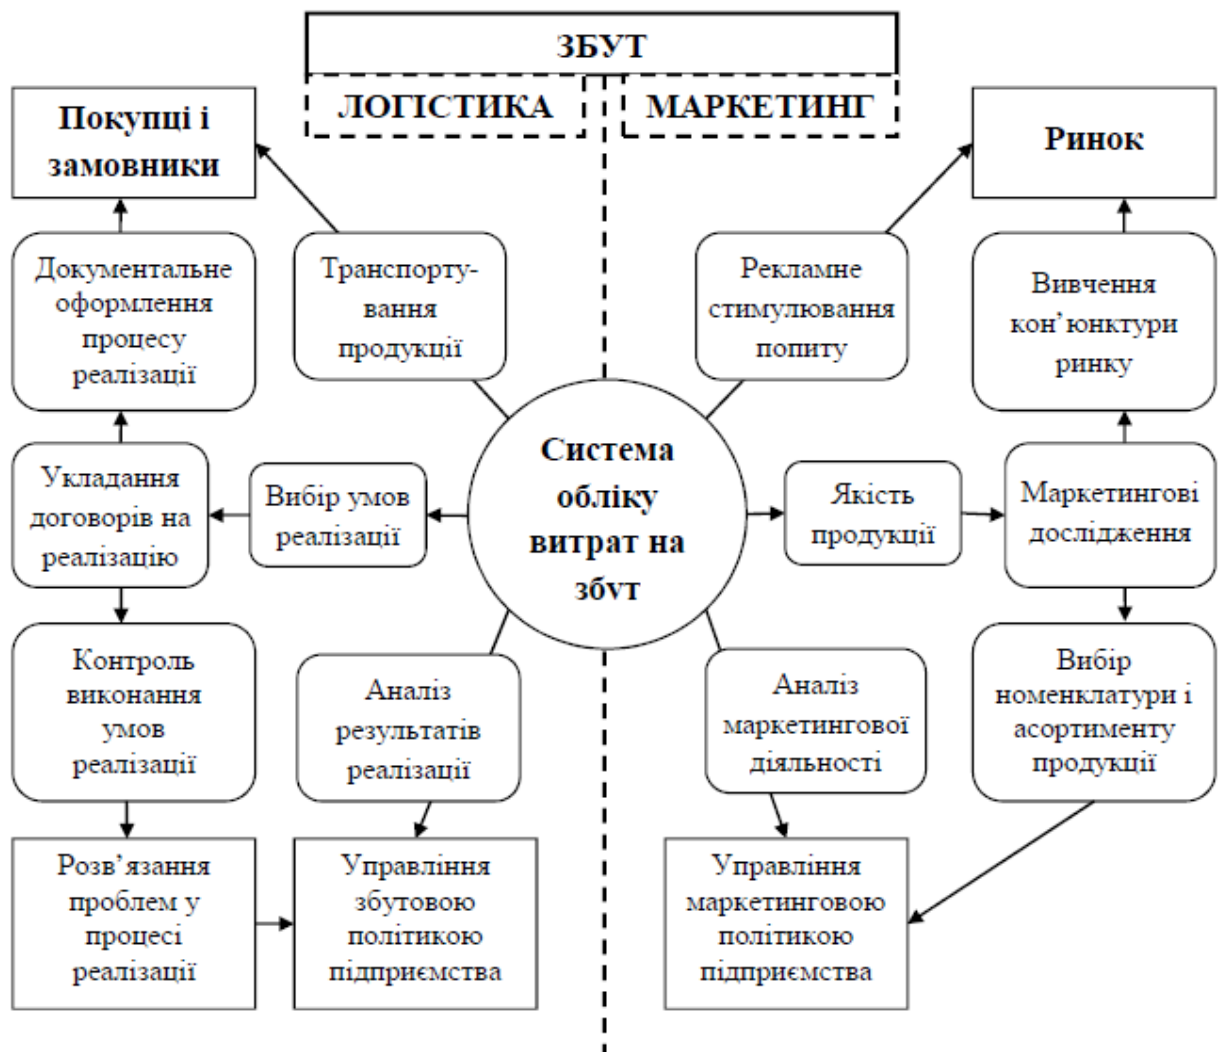 ЗБУТ
ЛОГІСТИКА
МАРКЕТИНГ
Покупці і
замовники
Ринок
Документальне
оформлення
процесу
реалізації
Транспорту-
вання
продукції
Рекламне
стимулювання
попиту
Вивчення
кон’юнктури
ринку
Укладання
договорів на
реалізацію
Вибір умов
реалізації
Система
обліку
витрат на
збут
Якість
продукції
Маркетингові
дослідження
Контроль
виконання
умов
реалізації
Аналіз
результатів
реалізації
Аналіз
маркетингової
діяльності
Вибір
номенклатури і
асортименту
продукції
Розв’язання
проблем у
процесі
реалізації
Управління
збутовою
політикою
підприємства
Управління
маркетинговою
політикою
підприємства